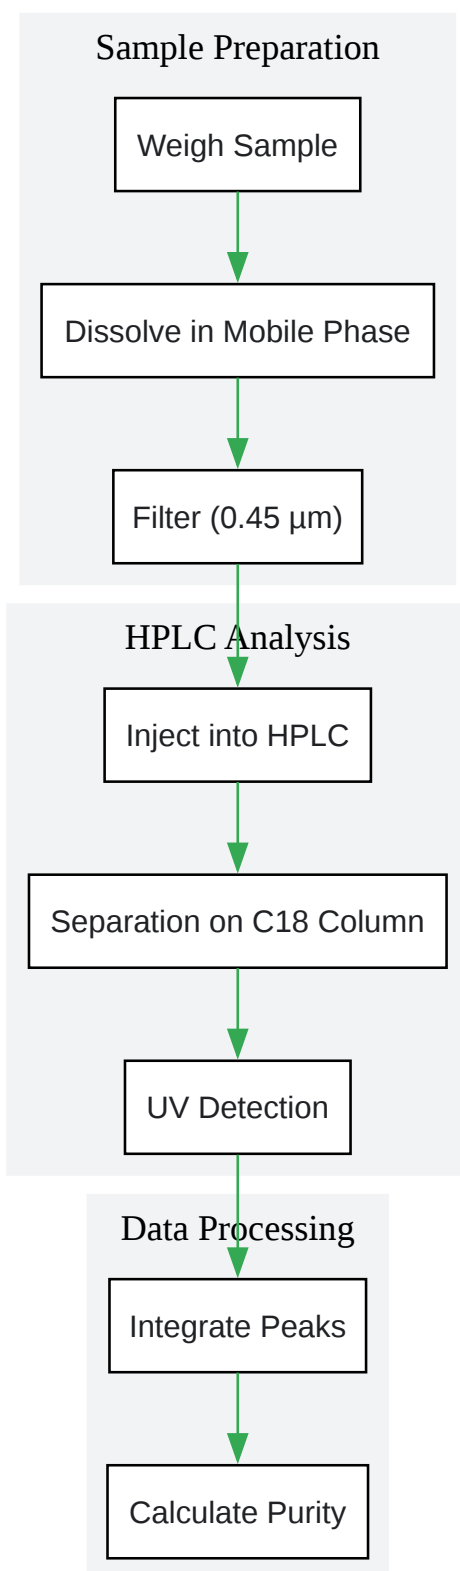 Sample Preparation
Weigh Sample
Dissolve in Mobile Phase
Filter (0.45 µm)
HPLC Analysis
Inject into HPLC
Separation on C18 Column
UV Detection
Data Processing
Integrate Peaks
Calculate Purity